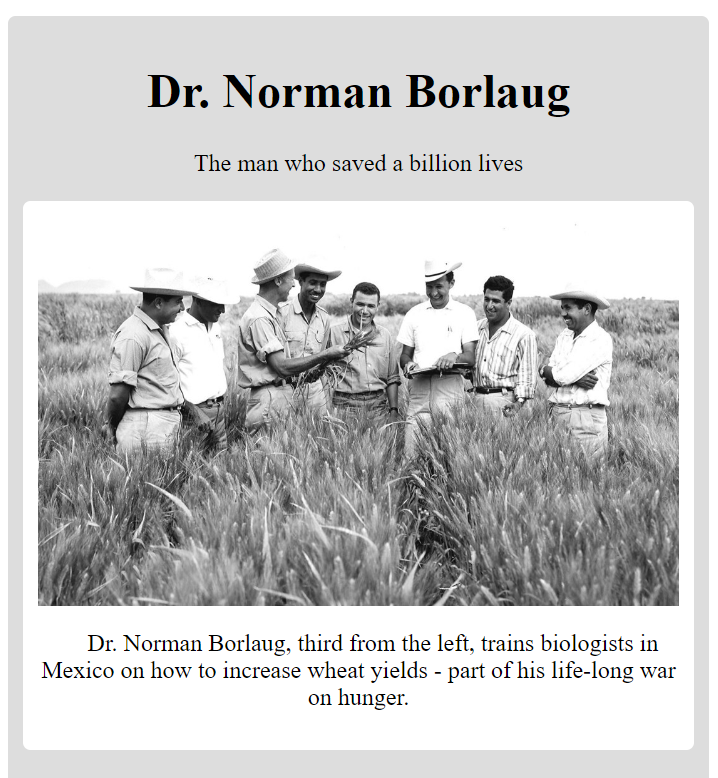 Dr. Norman Borlaug
The man who saved a billion lives
Dr. Norman Borlaug, third from the left, trains biologists in
Mexico on how to increase wheat yields - part of his life-long war
on hunger.